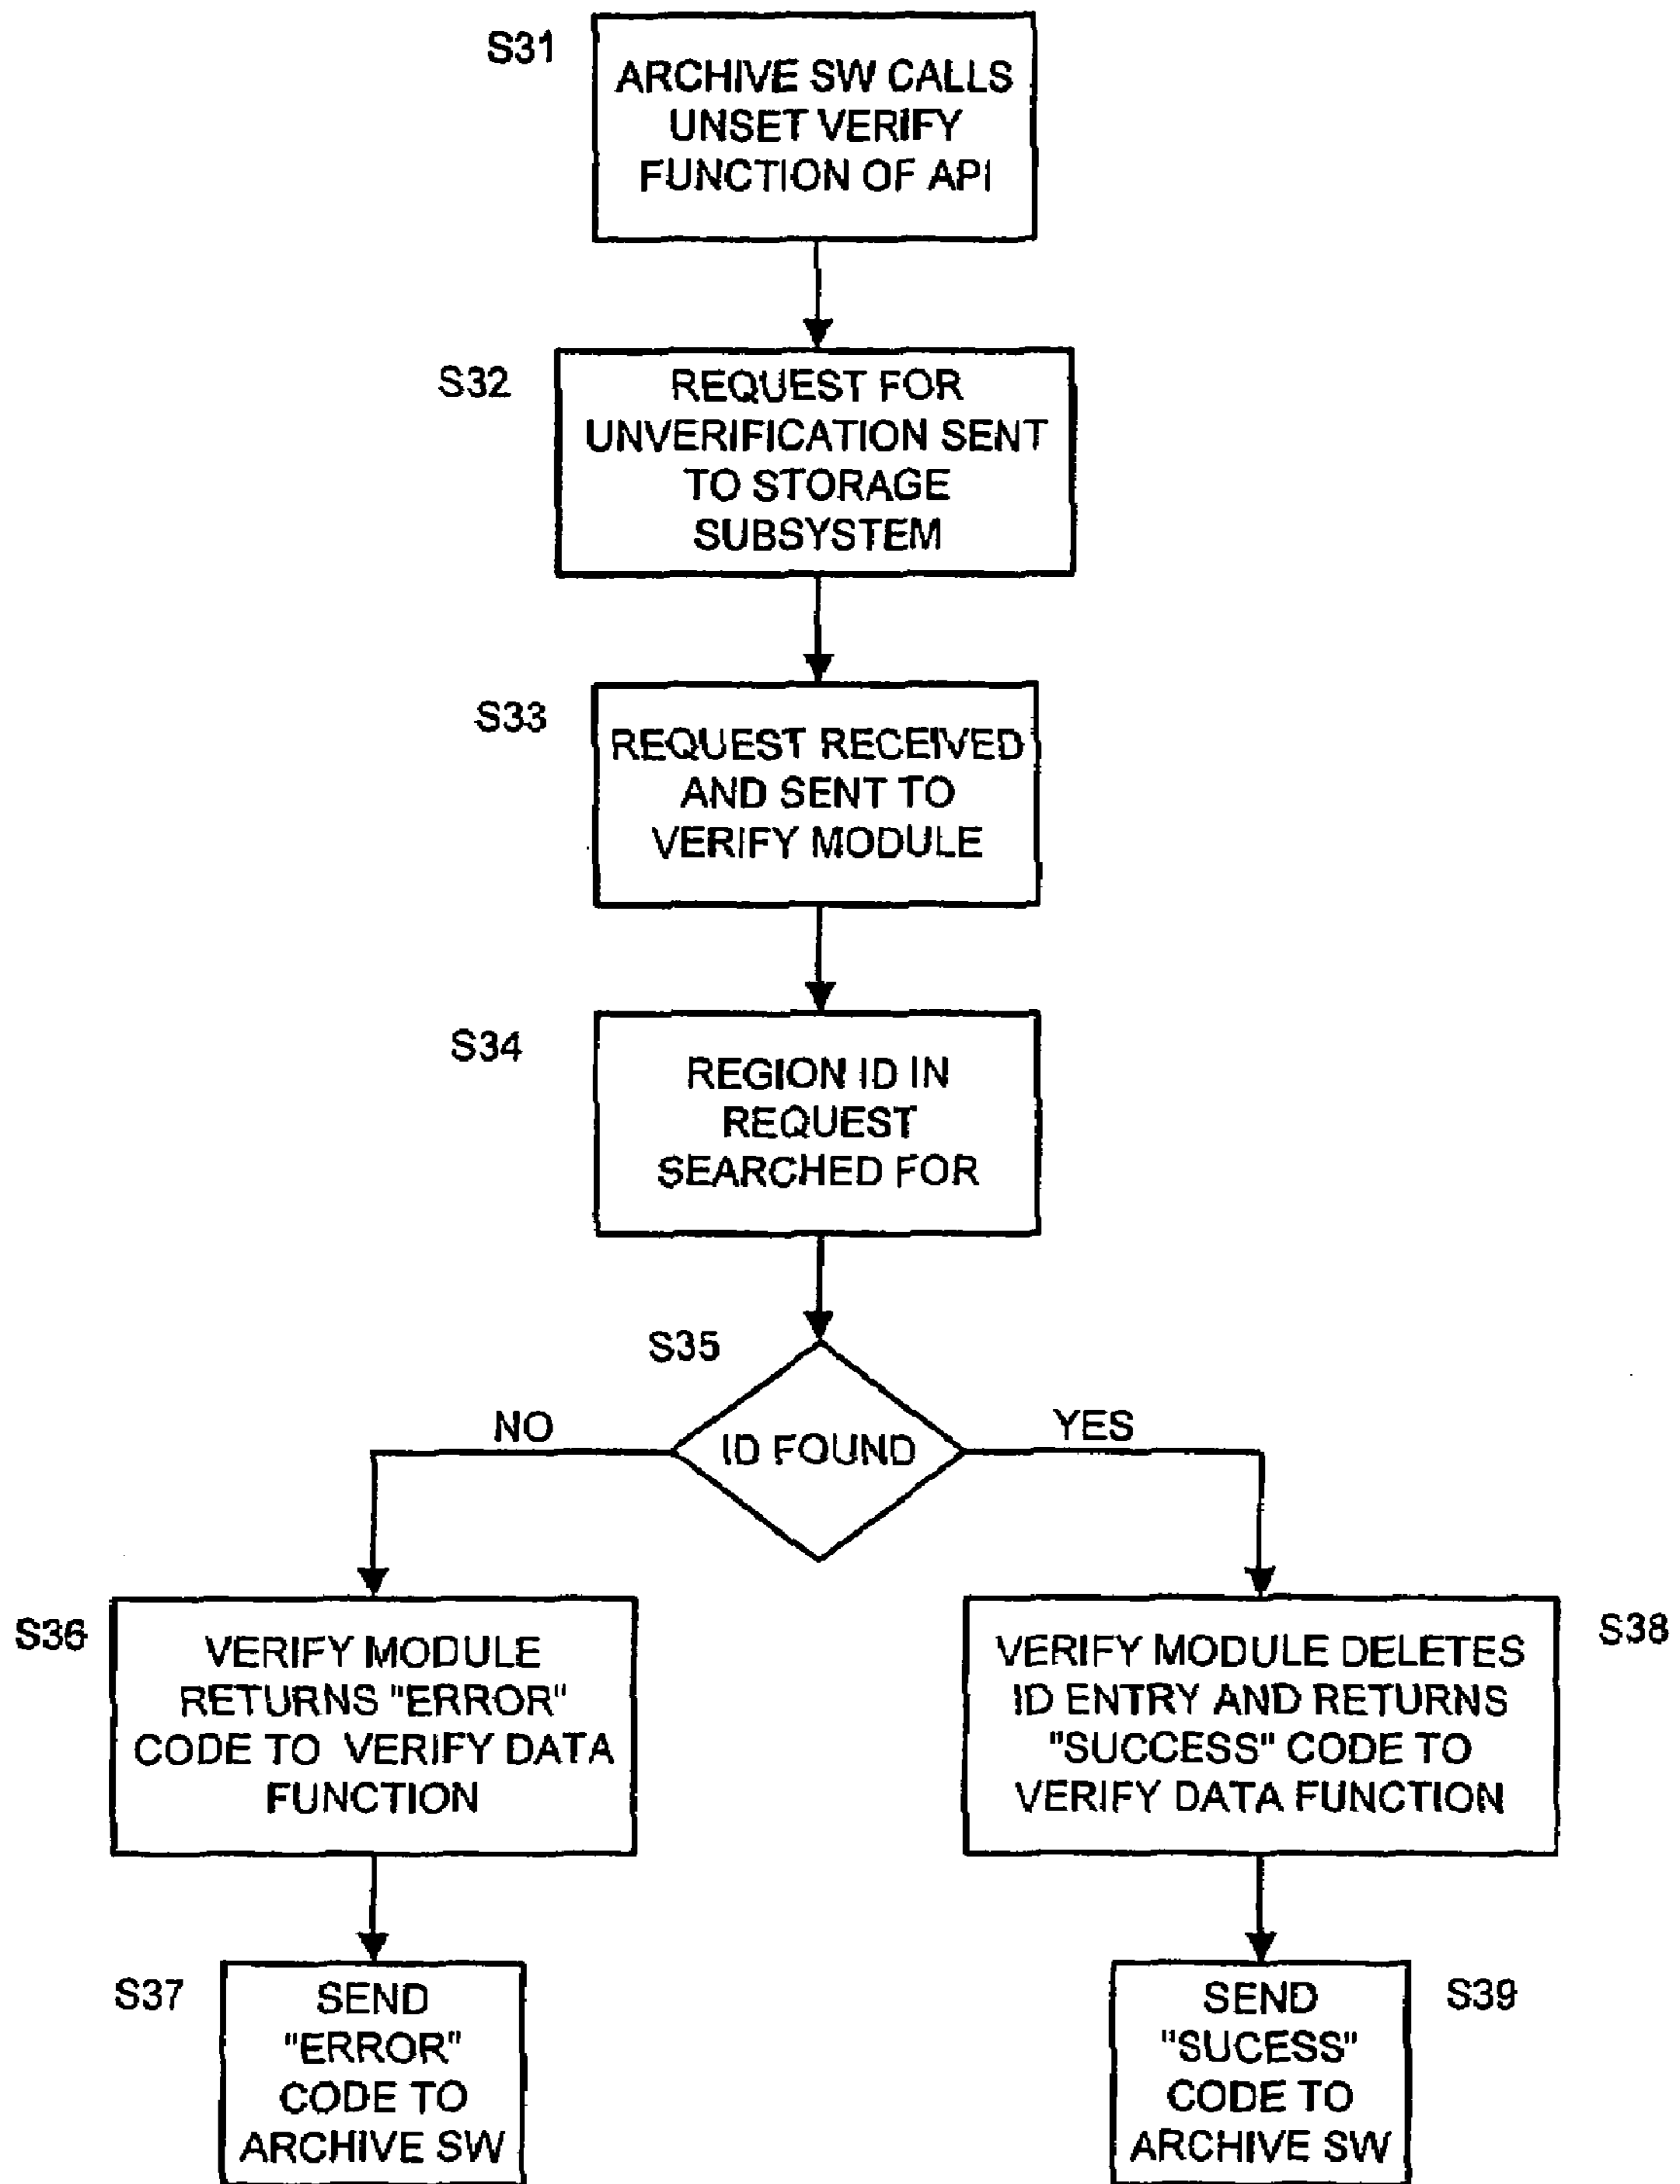 S31
ARCHIVE SW CALLS
UNSET VERIFY
FUNCTION OF API
S32
REQUEST FOR
UNVERIFICATION SENT
TO STORAGE
SUBSYSTEM
S33
REQUEST RECEIVED
AND SENT TO
VERIFY MODULE
S34
REGION ID IN
REQUEST
SEARCHED FOR
S35
NO
ID FOUND
YES
S36
VERIFY MODULE
RETURNS "ERROR"
CODE TO VERIFY DATA
FUNCTION
S38
VERIFY MODULE DELETES
ID ENTRY AND RETURNS
"SUCCESS" CODE TO
VERIFY DATA FUNCTION
S37
SEND
"ERROR"
CODE TO
ARCHIVE SW
S39
SEND
"SUCESS"
CODE TO
ARCHIVE SW